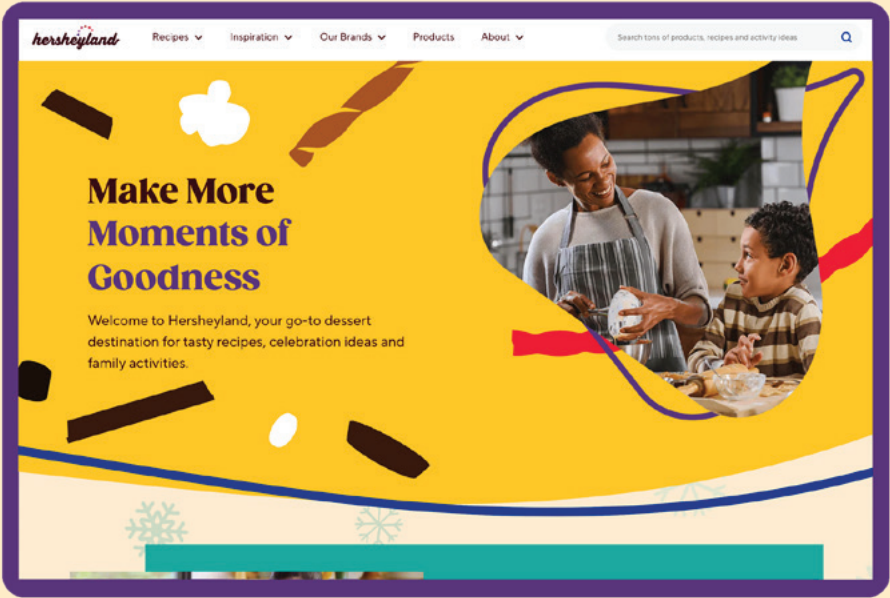 hersheyland Recipes Inspiration Our Brands Products About Search tons of products, recipes and activity ideas
Make More
Moments of
Goodness
Welcome to Hersheyland, your go-to dessert
destination for tasty recipes, celebration ideas and
family activities.